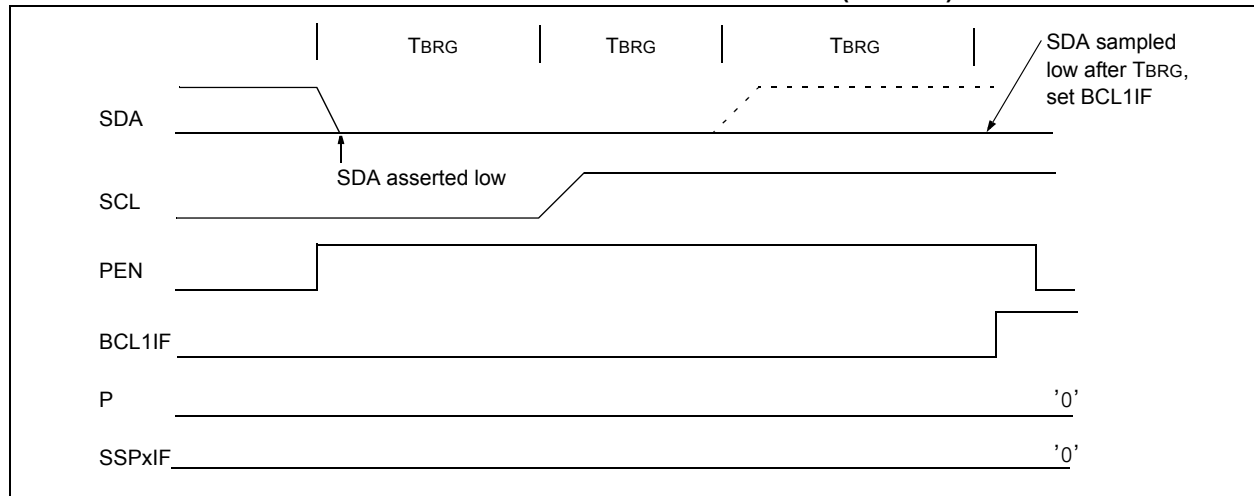 TBRG TBRG TBRG
SDA sampled
low after TBRG,
set BCL1IF
SDA
SDA asserted low
SCL
PEN
BCL1IF
P '0'
SSPxIF '0'